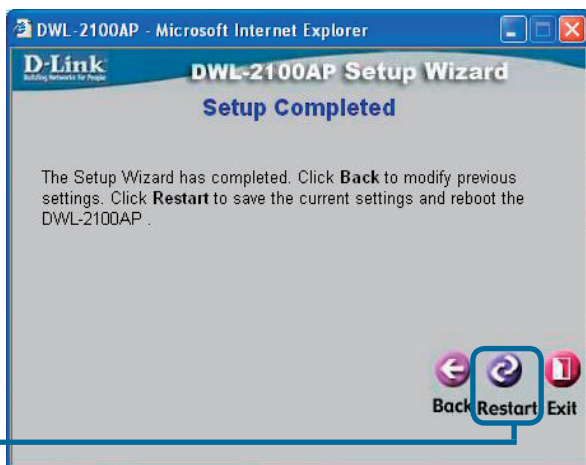 DWL-2100AP - Microsoft Internet Explorer
D-Link
Building Networks for People
DWL-2100AP Setup Wizard
Setup Completed
The Setup Wizard has completed. Click Back to modify previous
settings. Click Restart to save the current settings and reboot the
DWL-2100AP .
Back Restart Exit